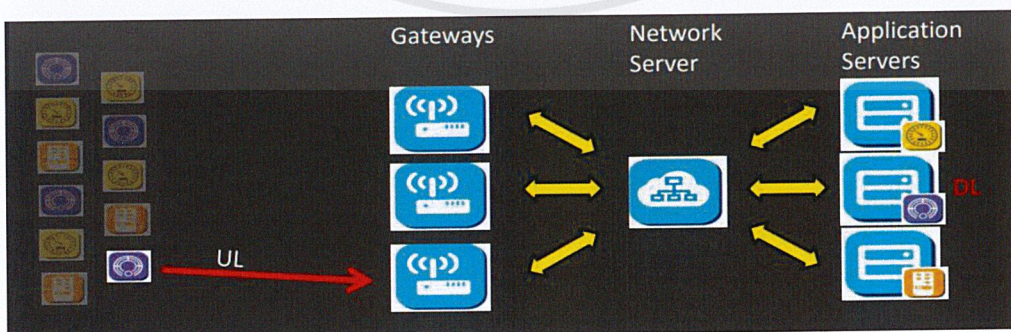 Gateways
Network
Server
Application
Servers
DL
UL